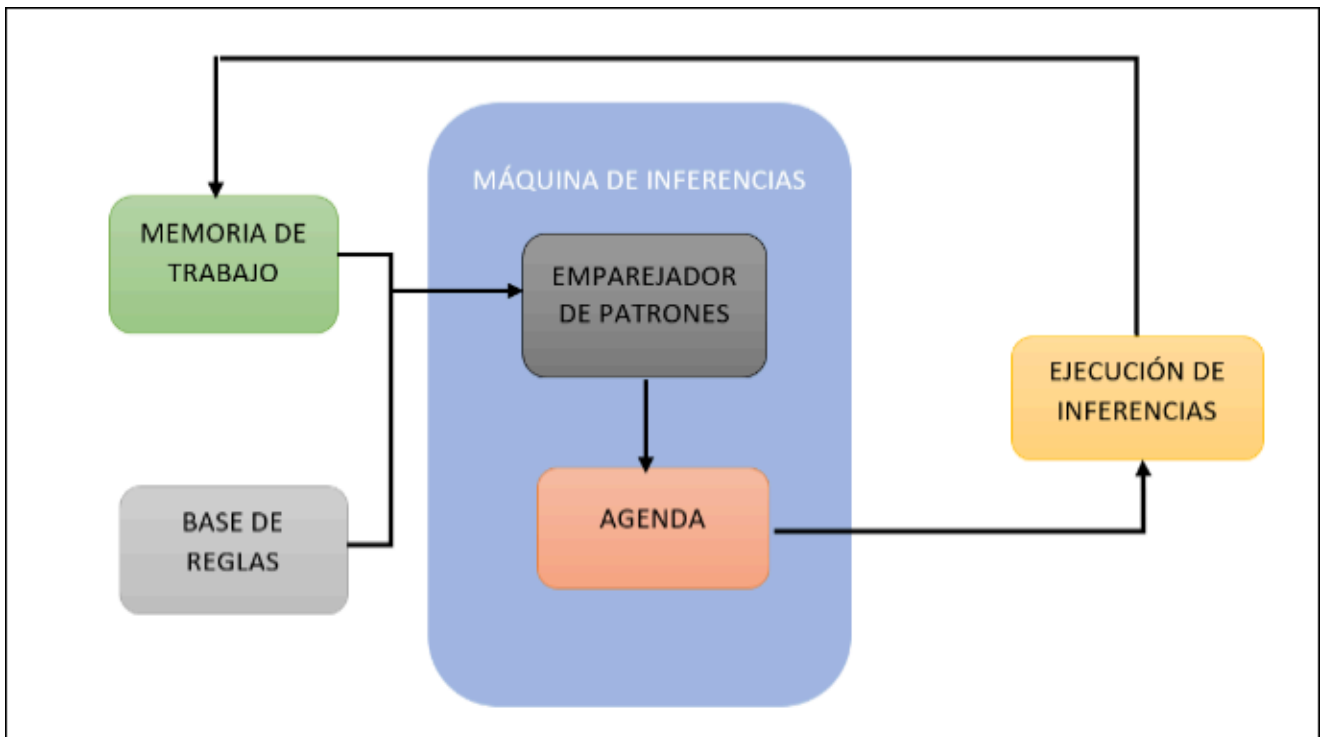 MÁQUINA DE INFERENCIAS
MEMORIA DE
TRABAJO
EMPAREJADOR
DE PATRONES
EJECUCIÓN DE
INFERENCIAS
BASE DE
REGLAS
AGENDA